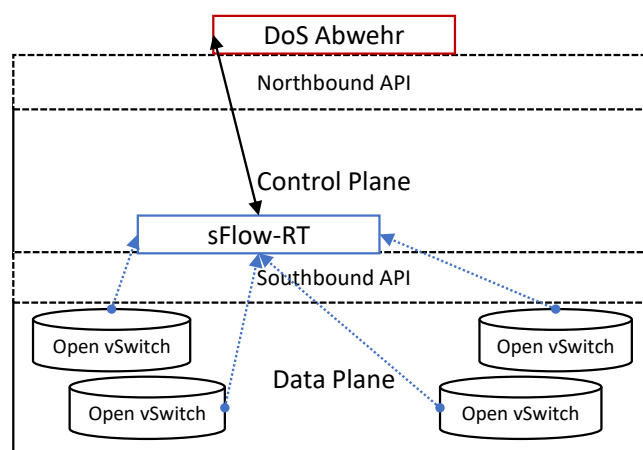 DoS Abwehr
Northbound API
Control Plane
sFlow-RT
Southbound API
Open vSwitch
Open vSwitch
Data Plane
Open vSwitch
Open vSwitch